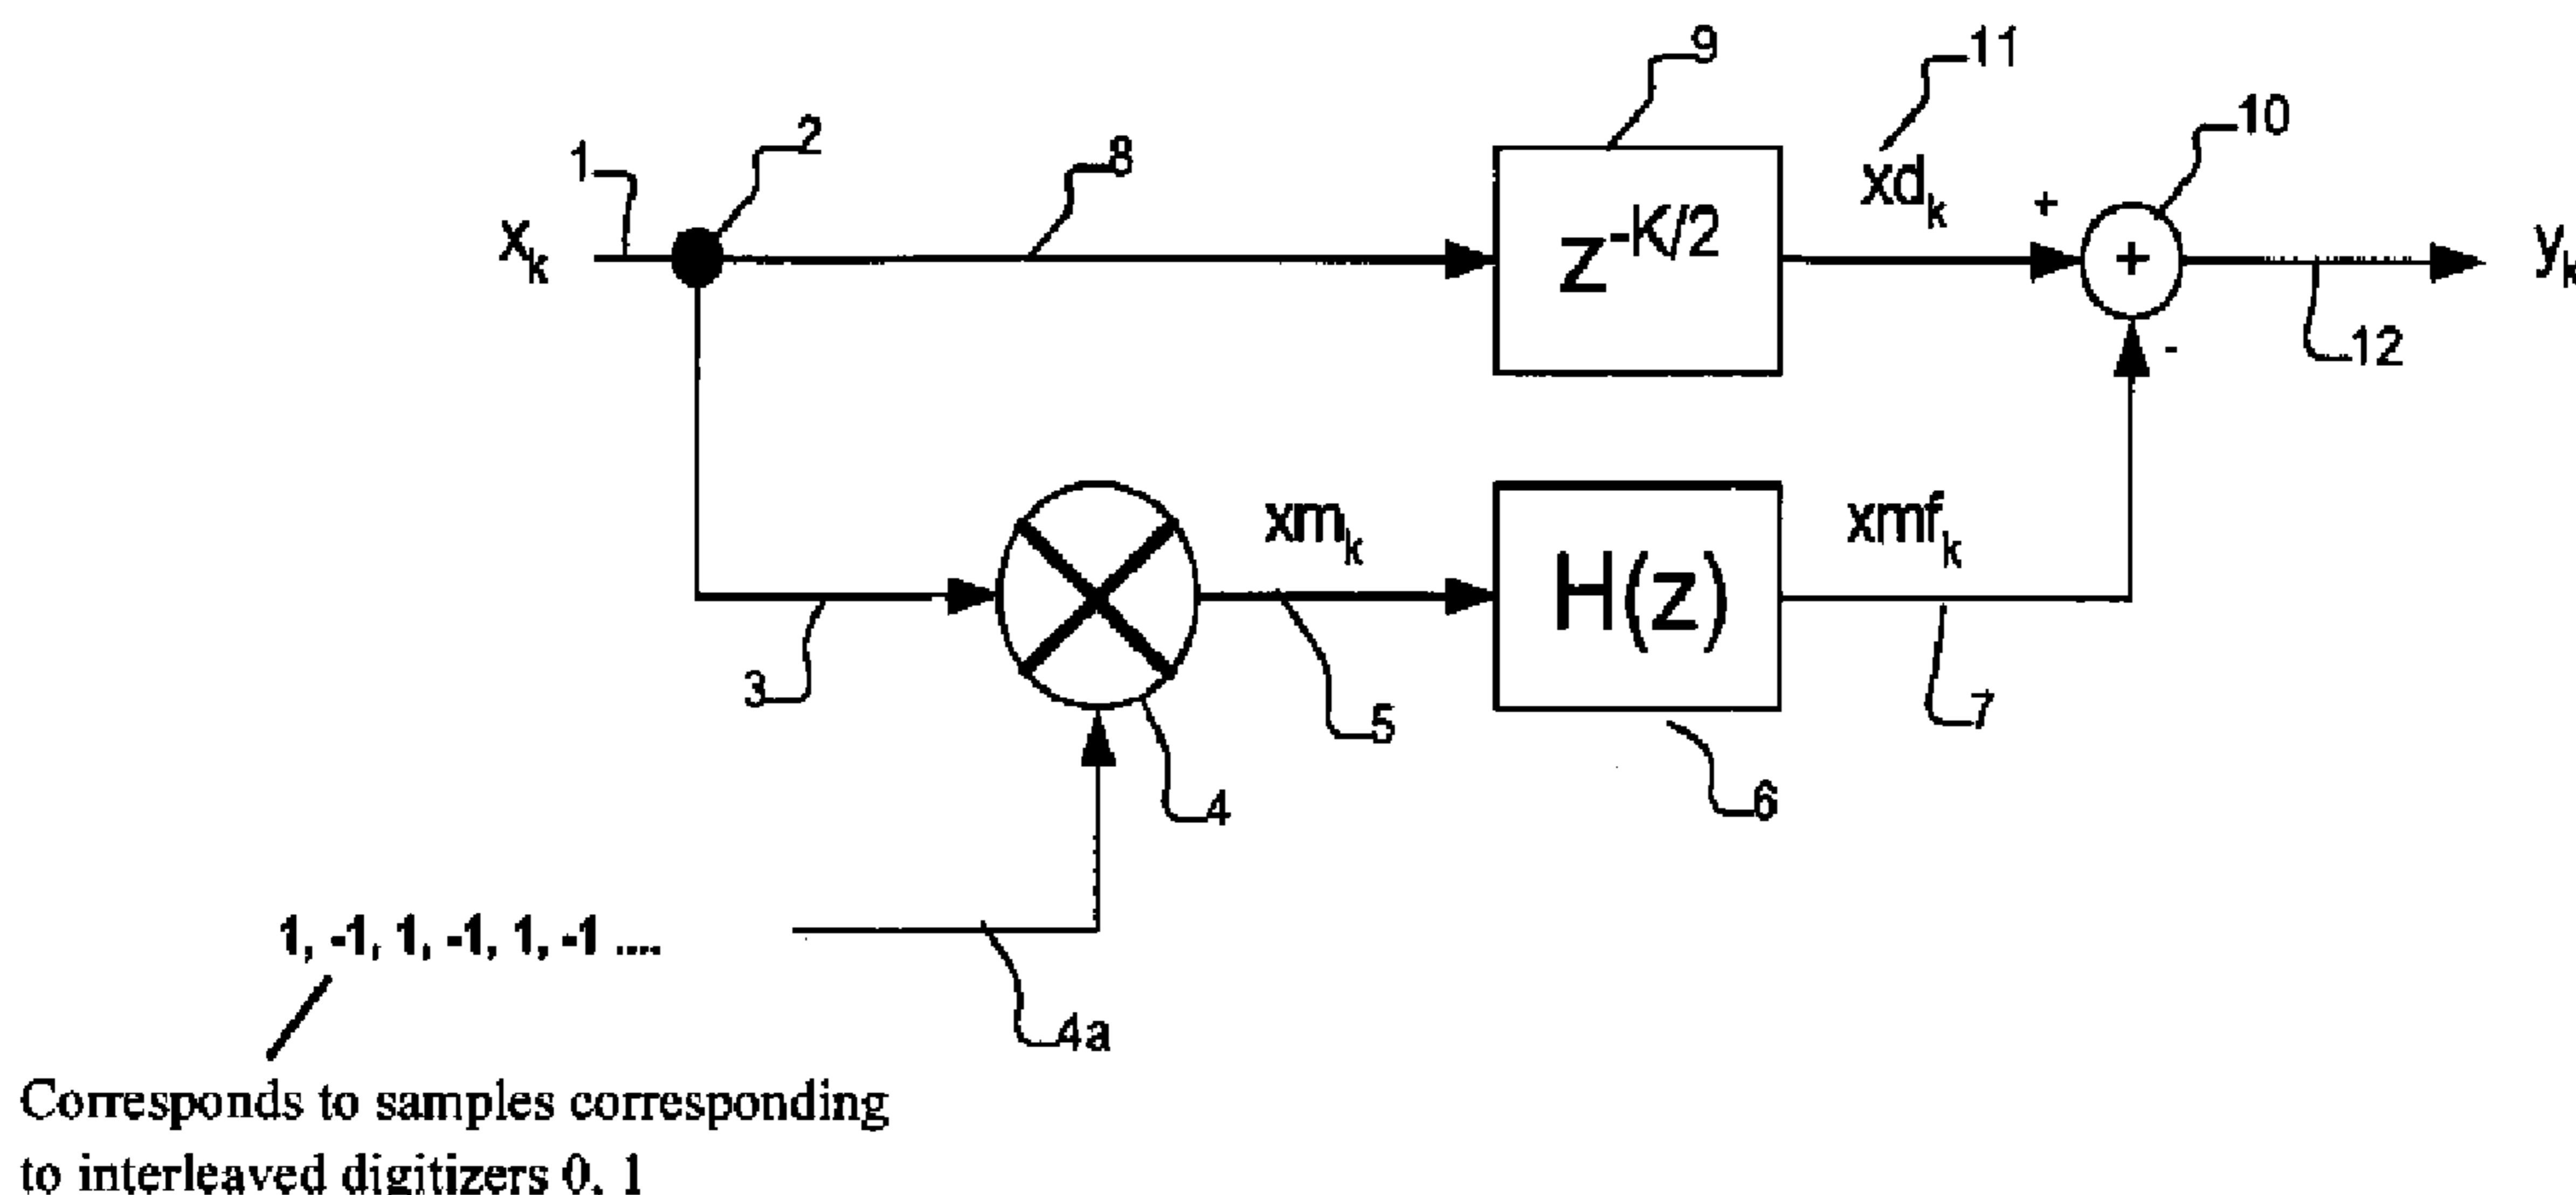 11
9
10
2
8
1
xd_k
+
x_k
z^{-K/2}
+
y_k
-
12
xm_k
xmf_k
H(z)
3
5
7
4
6
1, -1, 1, -1, 1, -1 ....
4a
Corresponds to samples corresponding
to interleaved digitizers 0, 1